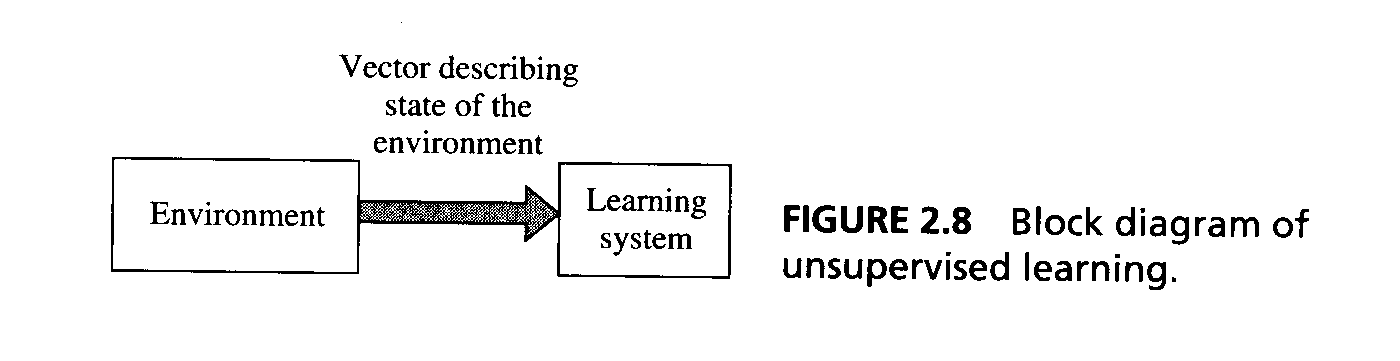 Vector describing
state of the
environment
Environment
Learning
system
FIGURE 2.8 Block diagram of
unsupervised learning.